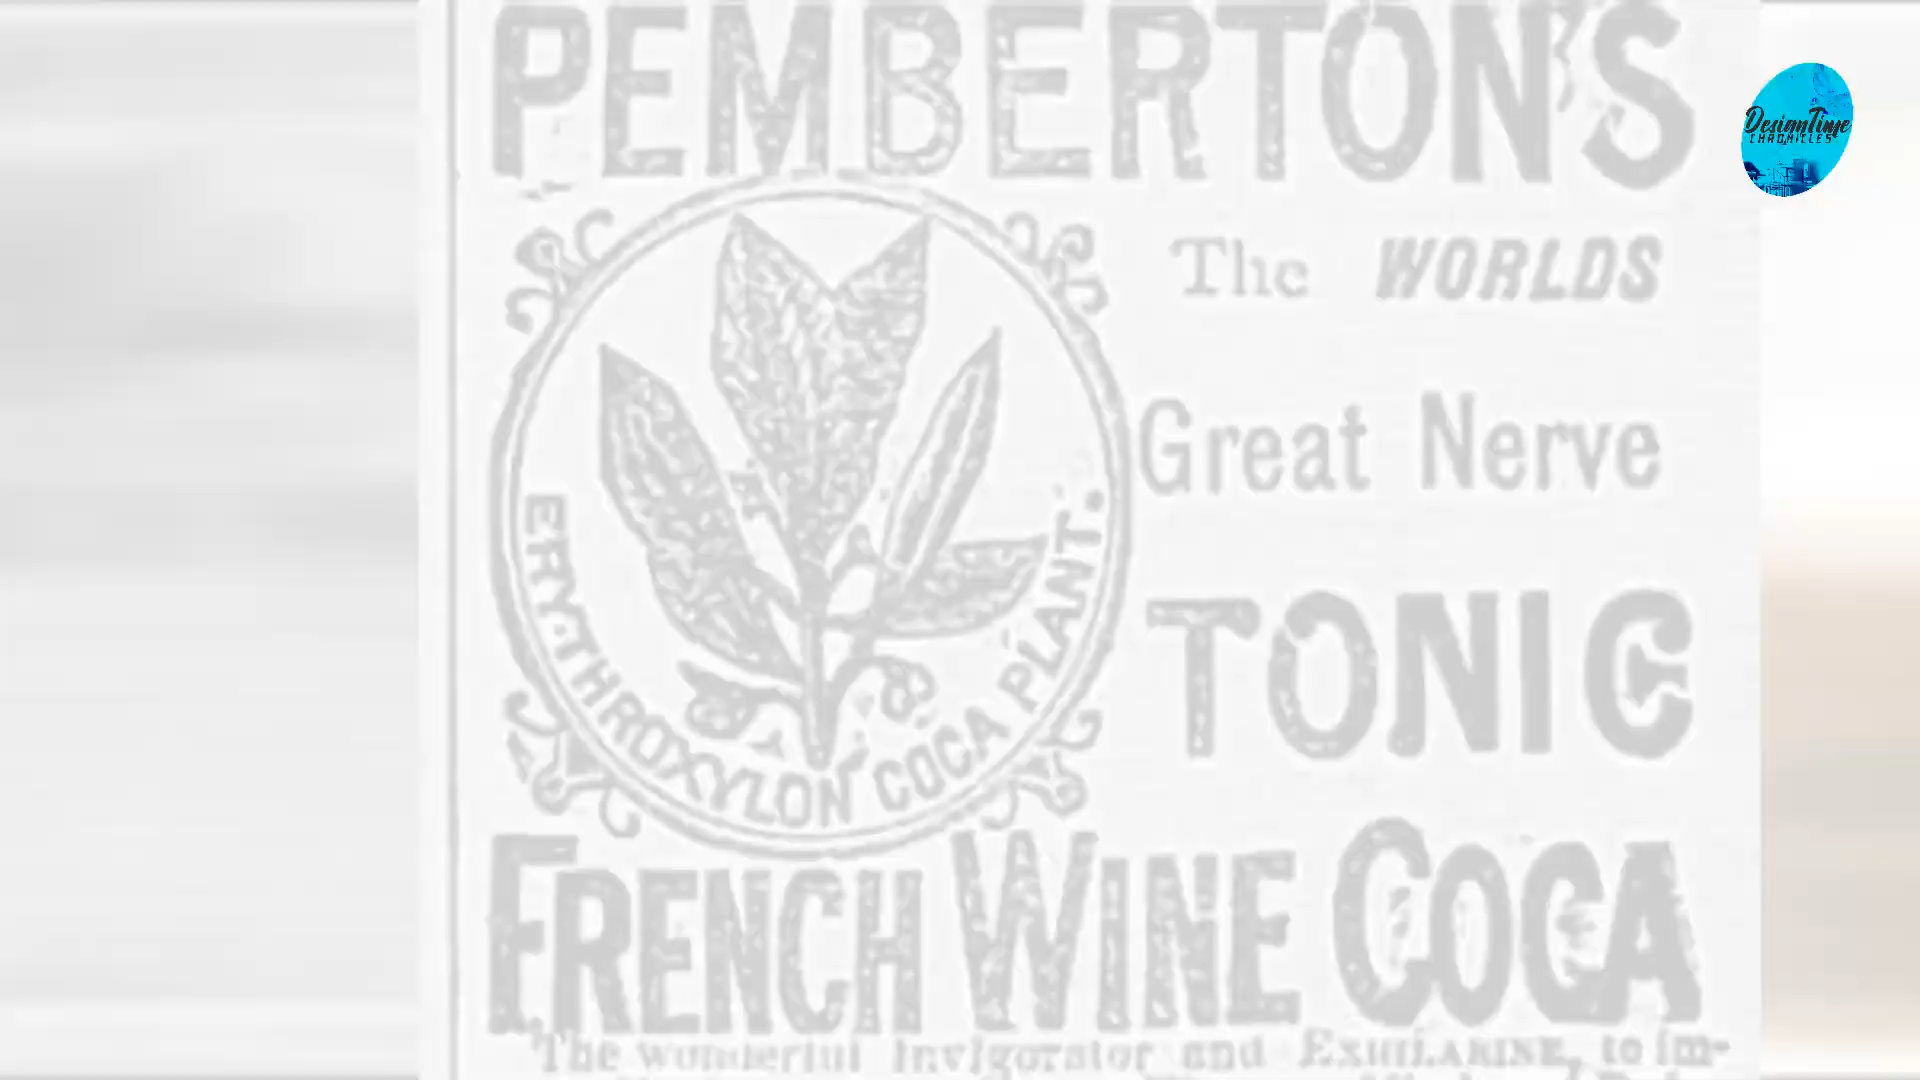 PEMBERTON'S
DesignTime
CHRONICLES
The WORLDS
Great Nerve
TONIC
ERYTHROXYLON COCA PLANT.
FRENCH WINE COCA
The wonderful Invigorator and EXHILARINE, to im-